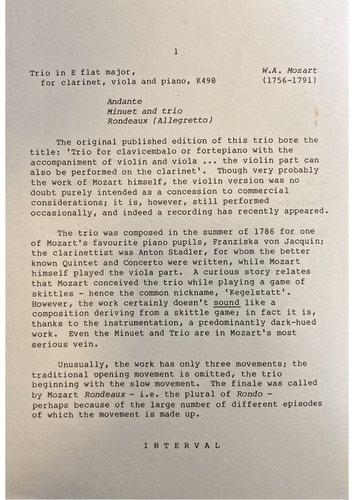 1
Trio in E flat major,
for clarinet, viola and piano, K498
W.A. Mozart
(1756-1791)
Andante
Minuet and trio
Rondeaux (Allegretto)
The original published edition of this trio bore the
title: 'Trio for clavicembalo or fortepiano with the
accompaniment of violin and viola ... the violin part can
also be performed on the clarinet'. Though very probably
the work of Mozart himself, the violin version was no
doubt purely intended as a concession to commercial
considerations; it is, however, still performed
occasionally, and indeed a recording has recently appeared.
The trio was composed in the summer of 1786 for one
of Mozart's favourite piano pupils, Franziska von Jacquin;
the clarinettist was Anton Stadler, for whom the better
known Quintet and Concerto were written, while Mozart
himself played the viola part. A curious story relates
that Mozart conceived the trio while playing a game of
skittles - hence the common nickname, 'Kegelstatt'.
However, the work certainly doesn't sound like a
composition deriving from a skittle game; in fact it is,
thanks to the instrumentation, a predominantly dark-hued
work. Even the Minuet and Trio are in Mozart's most
serious vein.
Unusually, the work has only three movements; the
traditional opening movement is omitted, the trio
beginning with the slow movement. The finale was called
by Mozart Rondeaux - i.e. the plural of Rondo -
perhaps because of the large number of different episodes
of which the movement is made up.
INTERVAL